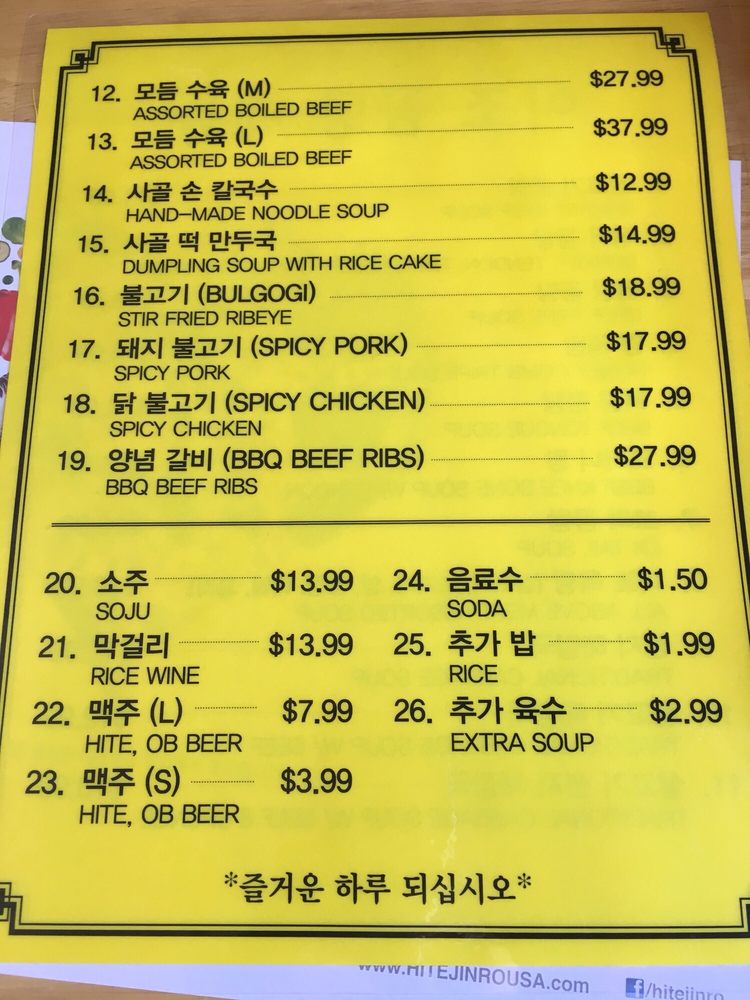 12. 모듬 수육 (M) $27.99
ASSORTED BOILED BEEF
13. 모듬 수육 (L) $37.99
ASSORTED BOILED BEEF
14. 사골 손 칼국수 $12.99
HAND-MADE NOODLE SOUP
15. 사골 떡 만두국 $14.99
DUMPLING SOUP WITH RICE CAKE
16. 불고기 (BULGOGI) $18.99
STIR FRIED RIBEYE
17. 돼지 불고기 (SPICY PORK) $17.99
SPICY PORK
18. 닭 불고기 (SPICY CHICKEN) $17.99
SPICY CHICKEN
19. 양념 갈비 (BBQ BEEF RIBS) $27.99
BBQ BEEF RIBS
20. 소주 $13.99
SOJU
21. 막걸리 $13.99
RICE WINE
22. 맥주 (L) $7.99
HITE, OB BEER
23. 맥주 (S) $3.99
HITE, OB BEER
24. 음료수 $1.50
SODA
25. 추가 밥 $1.99
RICE
26. 추가 육수 $2.99
EXTRA SOUP
*즐거운 하루 되십시오*
www.HITEJINROUSA.com
/hitejinro